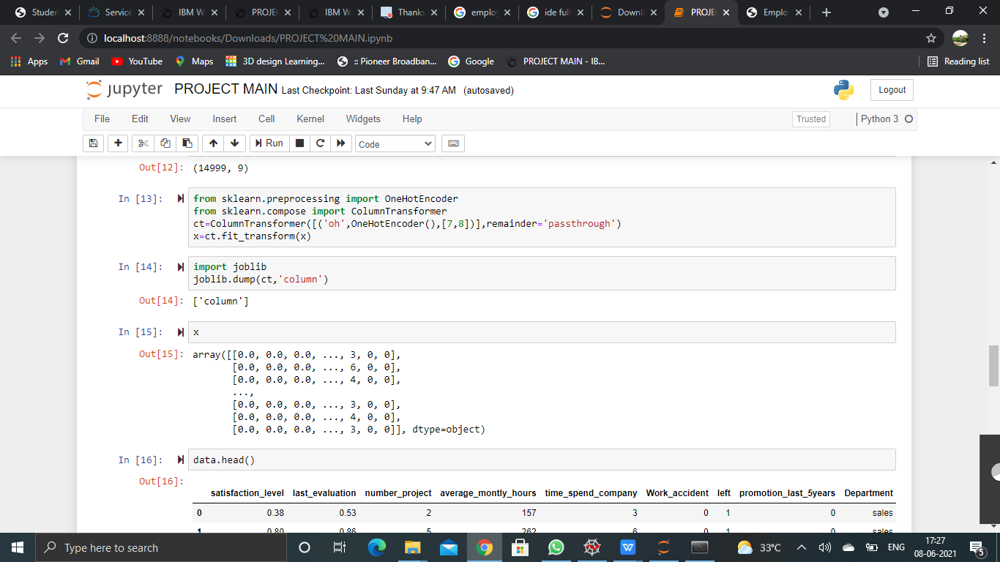 Studen
Service
IBM W
PROJEC
IBM W
Thanks
employ
ide full
Downl
PROJE
Emplo
localhost:8888/notebooks/Downloads/PROJECT%20MAIN.ipynb
Apps
Gmail
YouTube
Maps
3D design Learning...
:: Pioneer Broadban...
Google
PROJECT MAIN - IB...
Reading list
jupyter PROJECT MAIN Last Checkpoint: Last Sunday at 9:47 AM (autosaved)
Logout
File Edit View Insert Cell Kernel Widgets Help
Trusted
Python 3
Run
Code
Out[12]: (14999, 9)
In [13]: from sklearn.preprocessing import OneHotEncoder
from sklearn.compose import ColumnTransformer
ct=ColumnTransformer([('oh',OneHotEncoder(),[7,8])],remainder='passthrough')
x=ct.fit_transform(x)
In [14]: import joblib
joblib.dump(ct,'column')
Out[14]: ['column']
In [15]: x
Out[15]: array([[0.0, 0.0, 0.0, ..., 3, 0, 0],
[0.0, 0.0, 0.0, ..., 6, 0, 0],
[0.0, 0.0, 0.0, ..., 4, 0, 0],
...,
[0.0, 0.0, 0.0, ..., 3, 0, 0],
[0.0, 0.0, 0.0, ..., 4, 0, 0],
[0.0, 0.0, 0.0, ..., 3, 0, 0]], dtype=object)
In [16]: data.head()
Out[16]:
satisfaction_level last_evaluation number_project average_montly_hours time_spend_company Work_accident left promotion_last_5years Department
0 0.38 0.53 2 157 3 0 1 0 sales
1 0.80 0.86 5 262 6 0 1 0 sales
Type here to search
33°C
ENG
17:27
08-06-2021
5